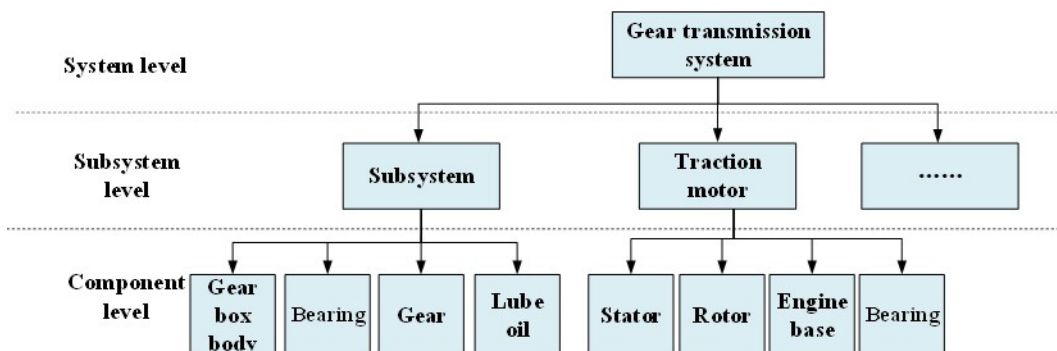 Gear transmission
system
System level
Subsystem
level
Subsystem
Traction
motor
......
Component
level
Gear
box
body
Bearing
Gear
Lube
oil
Stator
Rotor
Engine
base
Bearing